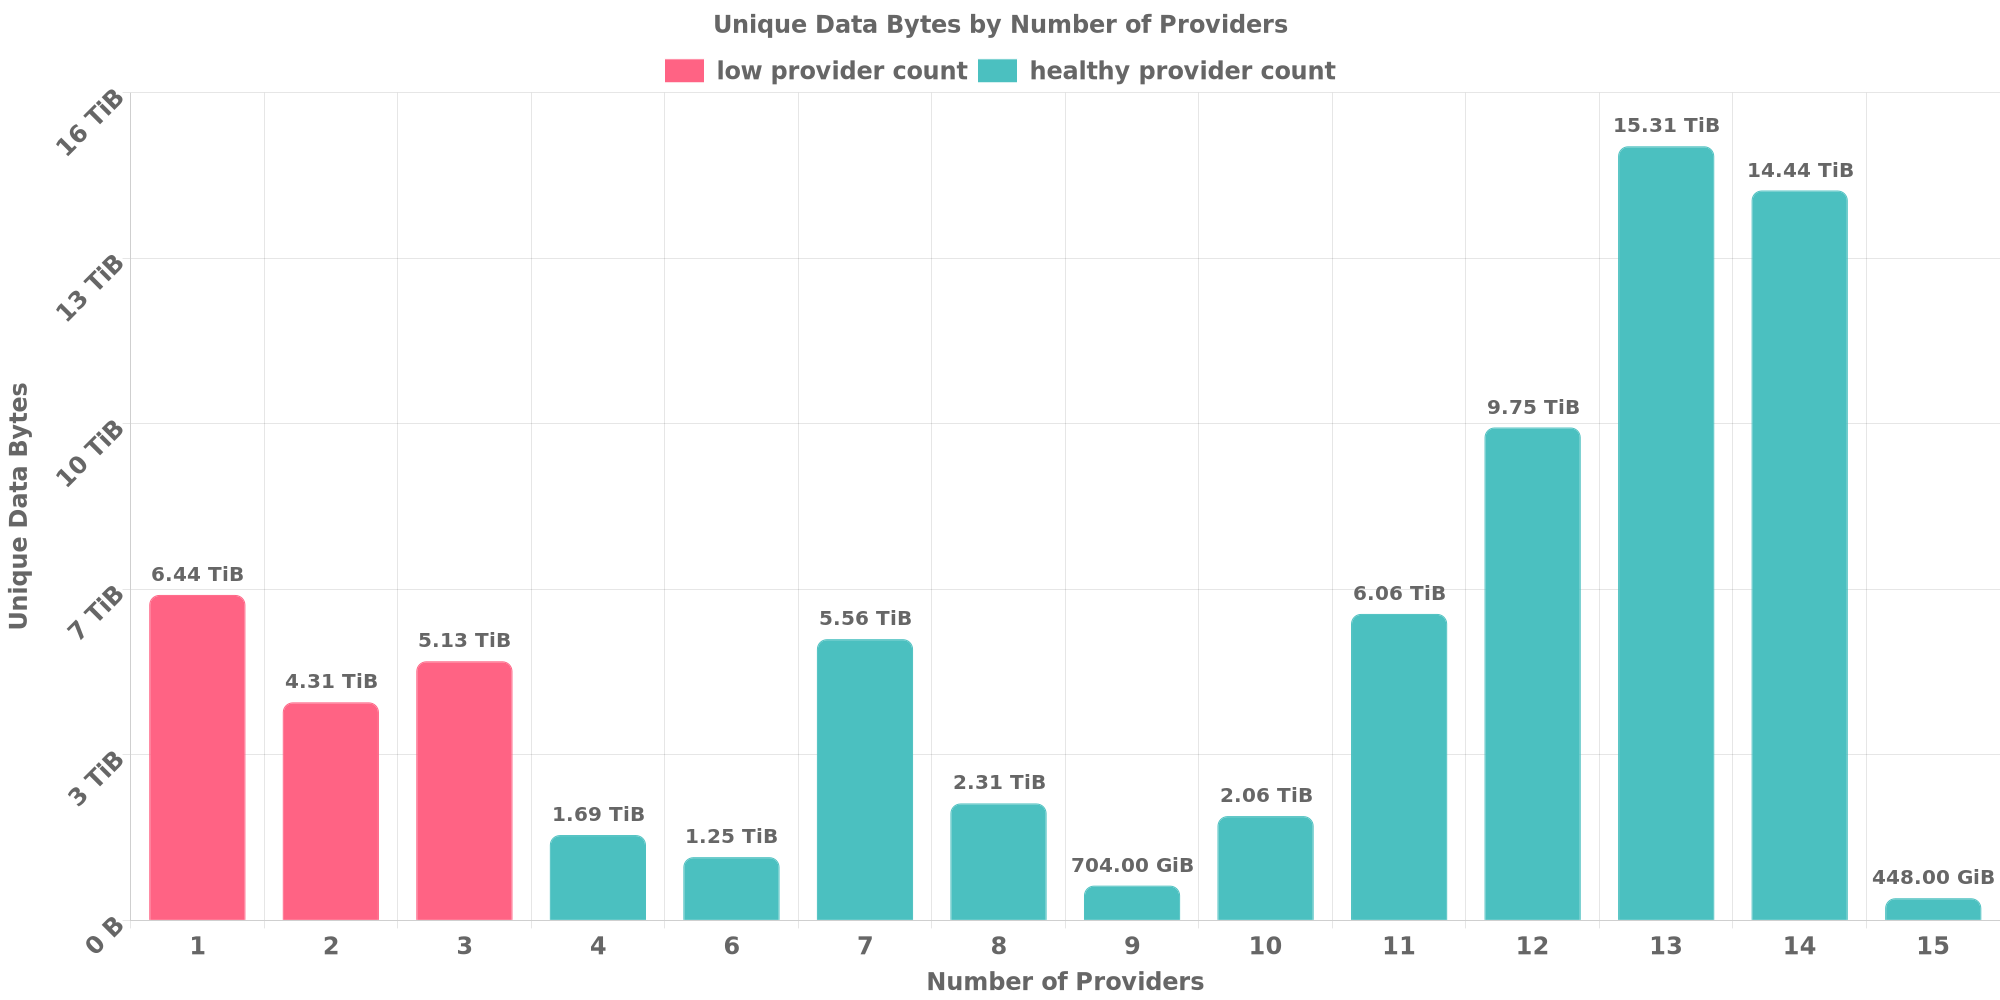 Unique Data Bytes by Number of Providers
low provider count healthy provider count
Unique Data Bytes
16 TiB
13 TiB
10 TiB
7 TiB
3 TiB
0 B
6.44 TiB
4.31 TiB
5.13 TiB
1.69 TiB
1.25 TiB
5.56 TiB
2.31 TiB
704.00 GiB
2.06 TiB
6.06 TiB
9.75 TiB
15.31 TiB
14.44 TiB
448.00 GiB
1 2 3 4 6 7 8 9 10 11 12 13 14 15
Number of Providers